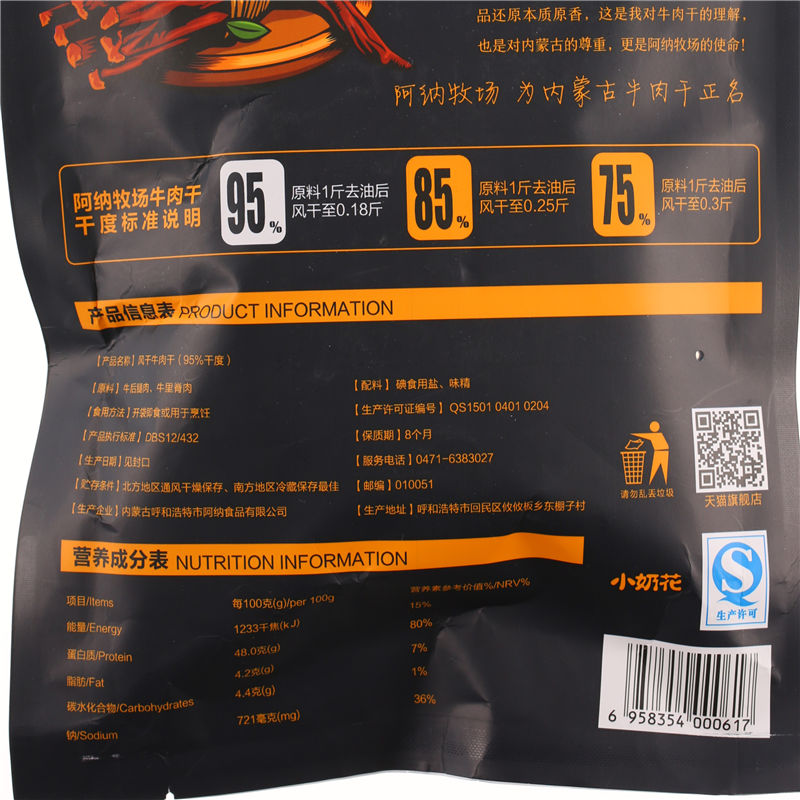 品还原本质原香，这是我对牛肉干的理解，
也是对内蒙古的尊重，更是阿纳牧场的使命！
阿纳牧场 为内蒙古牛肉干正名
阿纳牧场牛肉干
干度标准说明
95%
原料1斤去油后
风干至0.18斤
85%
原料1斤去油后
风干至0.25斤
75%
原料1斤去油后
风干至0.3斤
产品信息表 PRODUCT INFORMATION
【产品名称】风干牛肉干（95%干度）
【原料】牛后腿肉、牛里脊肉
【配料】碘食用盐、味精
【食用方法】开袋即食或用于烹饪
【生产许可证编号】QS1501 0401 0204
【产品执行标准】DBS12/432
【保质期】8个月
【生产日期】见封口
【服务电话】0471-6383027
【贮存条件】北方地区通风干燥保存、南方地区冷藏保存最佳
【邮编】010051
【生产企业】内蒙古呼和浩特市阿纳食品有限公司
【生产地址】呼和浩特市回民区攸攸板乡东棚子村
请勿乱丢垃圾
天猫旗舰店
营养成分表 NUTRITION INFORMATION
项目/Items 每100克(g)/per 100g 营养素参考价值%/NRV%
能量/Energy 1233千焦(kJ) 15%
蛋白质/Protein 48.0克(g) 80%
脂肪/Fat 4.2克(g) 7%
碳水化合物/Carbohydrates 4.4克(g) 1%
钠/Sodium 721毫克(mg) 36%
小奶花
生产许可
6 958354 000617